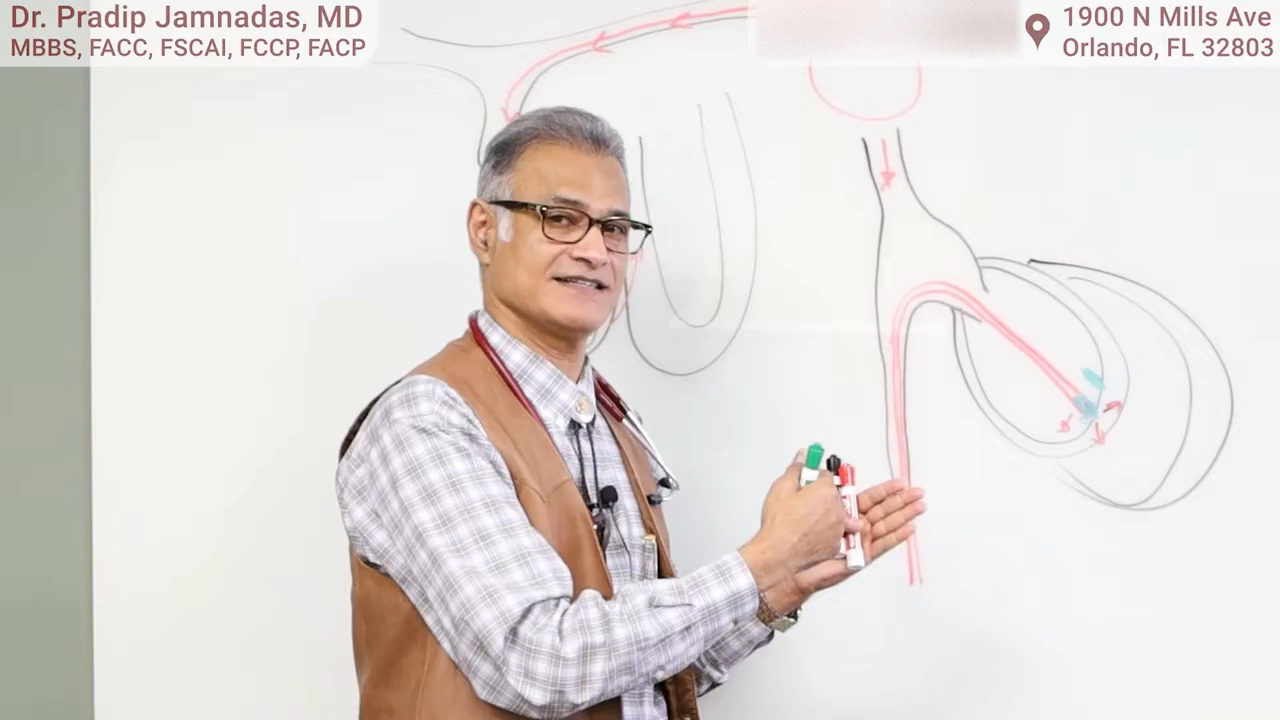 Dr. Pradip Jamnadas, MD
MBBS, FACC, FSCAI, FCCP, FACP
1900 N Mills Ave
Orlando, FL 32803